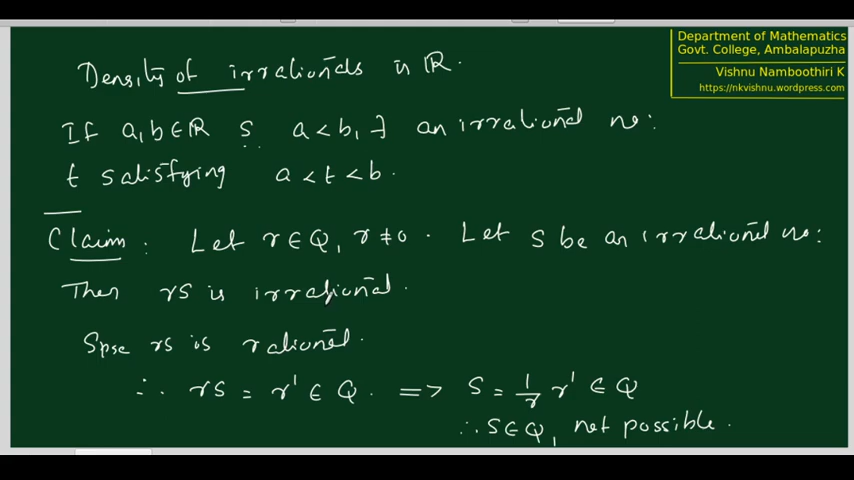 Department of Mathematics
Govt. College, Ambalapuzha
Vishnu Namboothiri K
https://nkvishnu.wordpress.com
Density of irrationals in ℝ.
If a, b ∈ ℝ s. a < b, ∃ an irrational no:
t satisfying a < t < b.
Claim: Let r ∈ Q, r ≠ 0. Let s be an irrational no:
Then rs is irrational.
Spse rs is rational.
∴ rs = r' ∈ Q. ⟹ s = 1/r r' ∈ Q
∴ s ∈ Q, not possible.